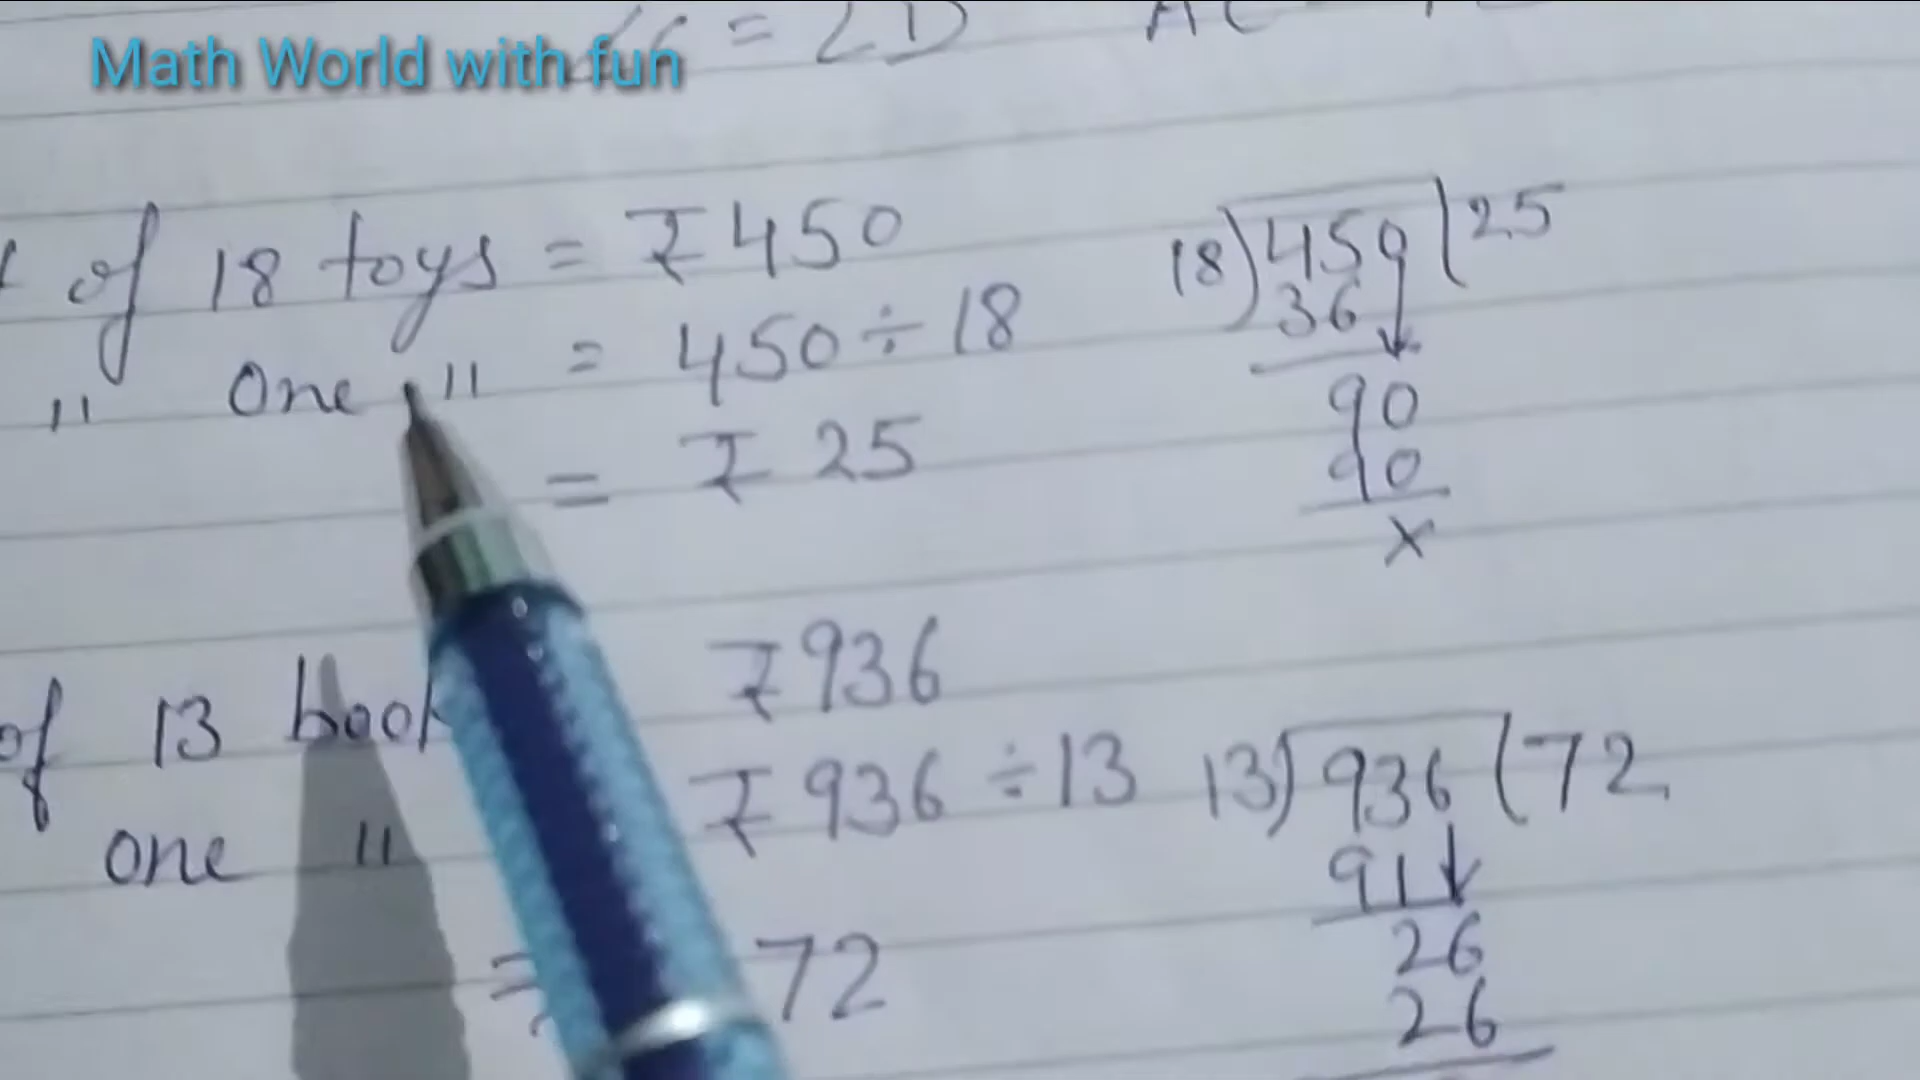 ∠C = ∠D
Math World with fun
of 18 toys = ₹450
" One " = 450 ÷ 18
= ₹ 25
18)450(25
36
90
90
x
of 13 book ₹936
one " ₹936 ÷ 13
= 72
13)936(72
91
26
26